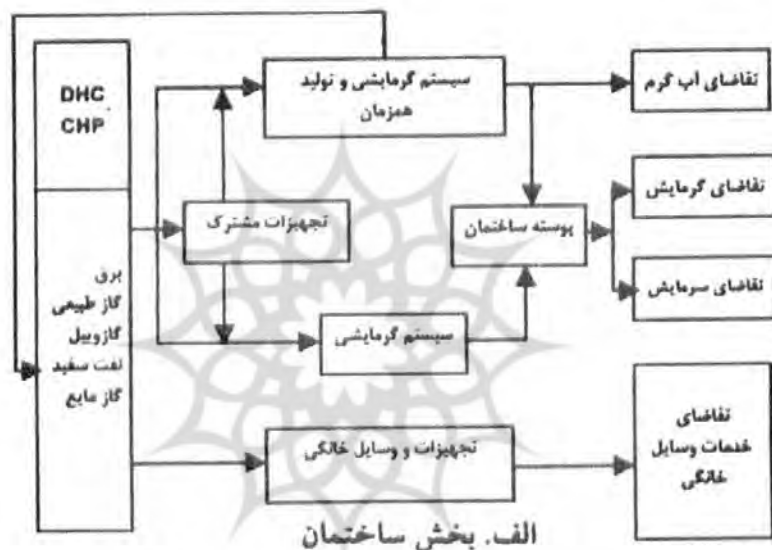 DHC
CHP
برق
گاز طبیعی
گازوییل
نفت سفید
گاز مایع
سیستم گرمایشی و تولید
همزمان
تجهیزات مشترک
سیستم گرمایشی
تجهیزات و وسایل خانگی
پوسته ساختمان
تقاضای آب گرم
تقاضای گرمایش
تقاضای سرمایش
تقاضای
خدمات وسایل
خانگی
الف. بخش ساختمان